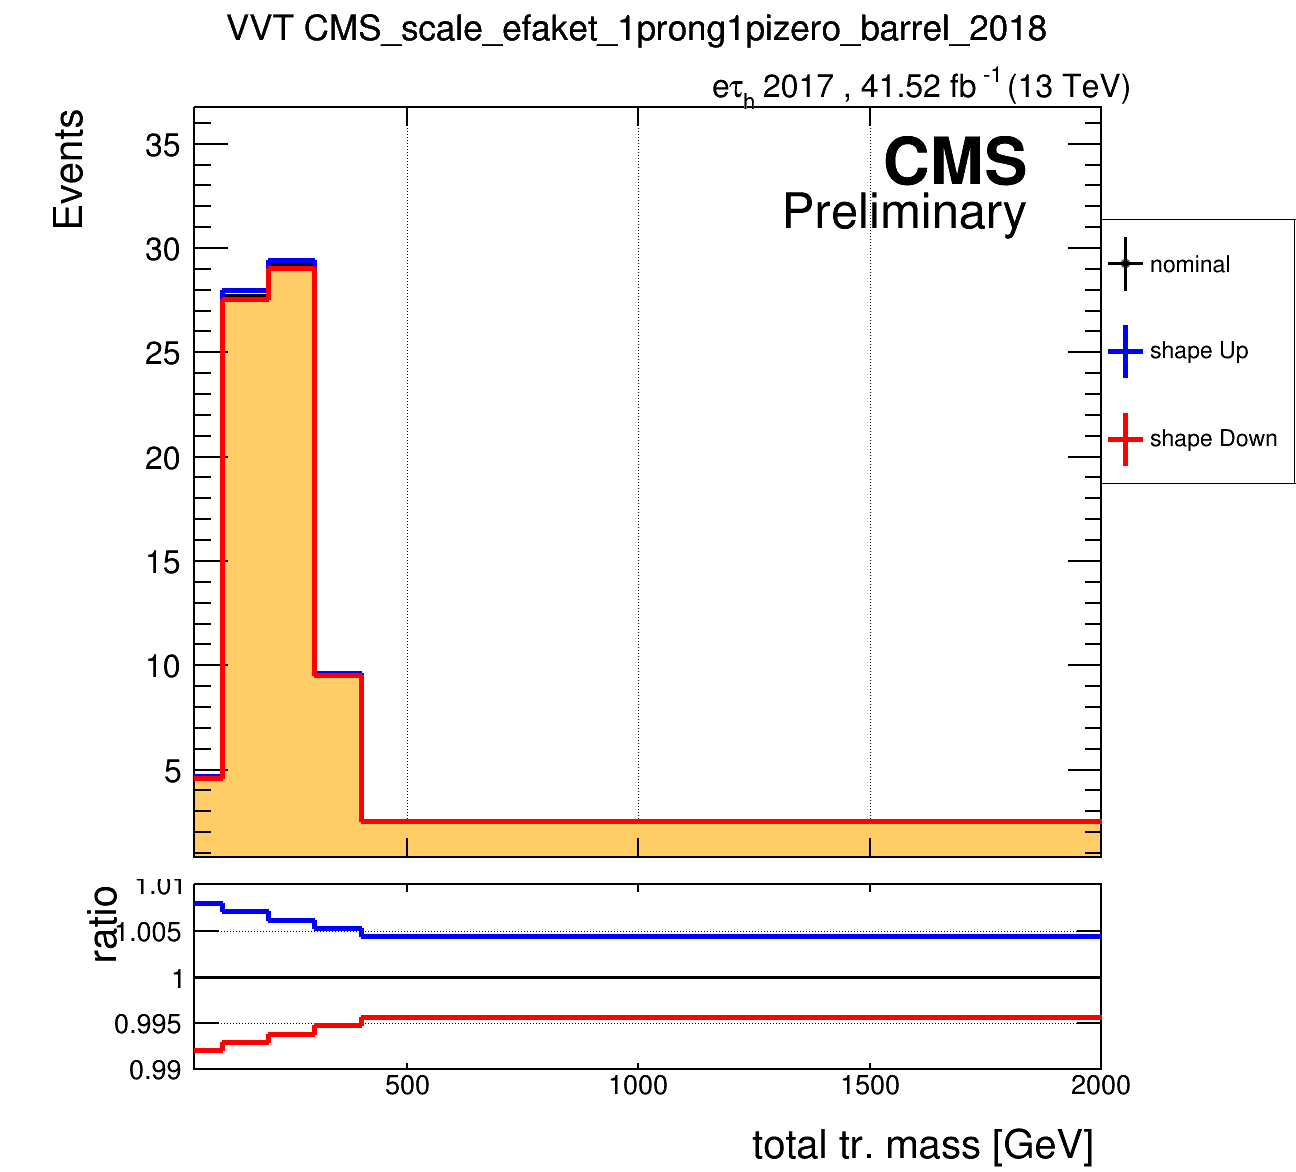 VVT CMS_scale_efaket_1prong1pizero_barrel_2018
eτh 2017 , 41.52 fb-1 (13 TeV)
Events
CMS
Preliminary
35
30
25
20
15
10
5
nominal
shape Up
shape Down
ratio
1.01
1.005
1
0.995
0.99
500
1000
1500
2000
total tr. mass [GeV]